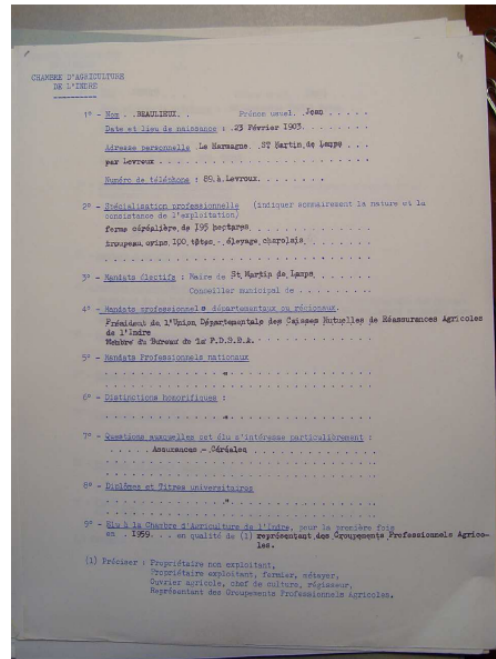 4
CHAMBRE D'AGRICULTURE
DE L'INDRE
1° - Nom . . BEAULIEUX. . Prénom usuel. .Jean . . . . .
Date et lieu de naissance : .23 Février 1903. . . . . . . .
Adresse personnelle .Le Marmagne. .ST Martin de Lamps . . .
par Levroux . . . . . . . . . . . . . . . . . . . . . .
Numéro de téléphone : 89.à.Levroux. . . . . . . .
2° - Spécialisation professionnelle (indiquer sommairement la nature et la
consistance de l'exploitation)
ferme céréalière de 195 hectares. . . . . . . . . . . .
troupeau ovins 100 têtes - élevage charolais. . . . . . .
3° - Mandats électifs : Maire de St Martin de Lamps. . . . . .
Conseiller municipal de . . . . . . . . .
4° - Mandats professionnels départementaux ou régionaux.
Président de l'Union Départementale des Caisses Mutuelles de Réassurances Agricoles
de l'Indre
Membre du Bureau de la F.D.S.E.A. . . . . . . . . . . .
5° - Mandats Professionnels nationaux
. . . . . . . . . . . . " . . . . . . . . . . . .
6° - Distinctions honorifiques :
. . . . . . . . . . . . " . . . . . . . . . . . .
7° - Questions auxquelles cet élu s'intéresse particulièrement :
. . . . . Assurances - Céréales . . . . . . . . . . . .
8° - Diplômes et Titres universitaires
. . . . . . . . . . . . " . . . . . . . . . . . .
9° - Elu à la Chambre d'Agriculture de l'Indre, pour la première fois
en . 1959. . . en qualité de (1) représentant des Groupements Professionnels Agrico-
les.
(1) Préciser : Propriétaire non exploitant,
Propriétaire exploitant, fermier, métayer,
Ouvrier agricole, chef de culture, régisseur,
Représentant des Groupements Professionnels Agricoles.